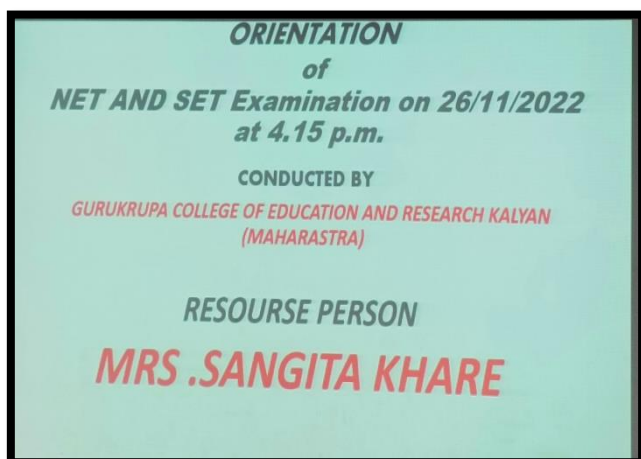 ORIENTATION
of
NET AND SET Examination on 26/11/2022
at 4.15 p.m.
CONDUCTED BY
GURUKRUPA COLLEGE OF EDUCATION AND RESEARCH KALYAN
(MAHARASTRA)
RESOURSE PERSON
MRS .SANGITA KHARE